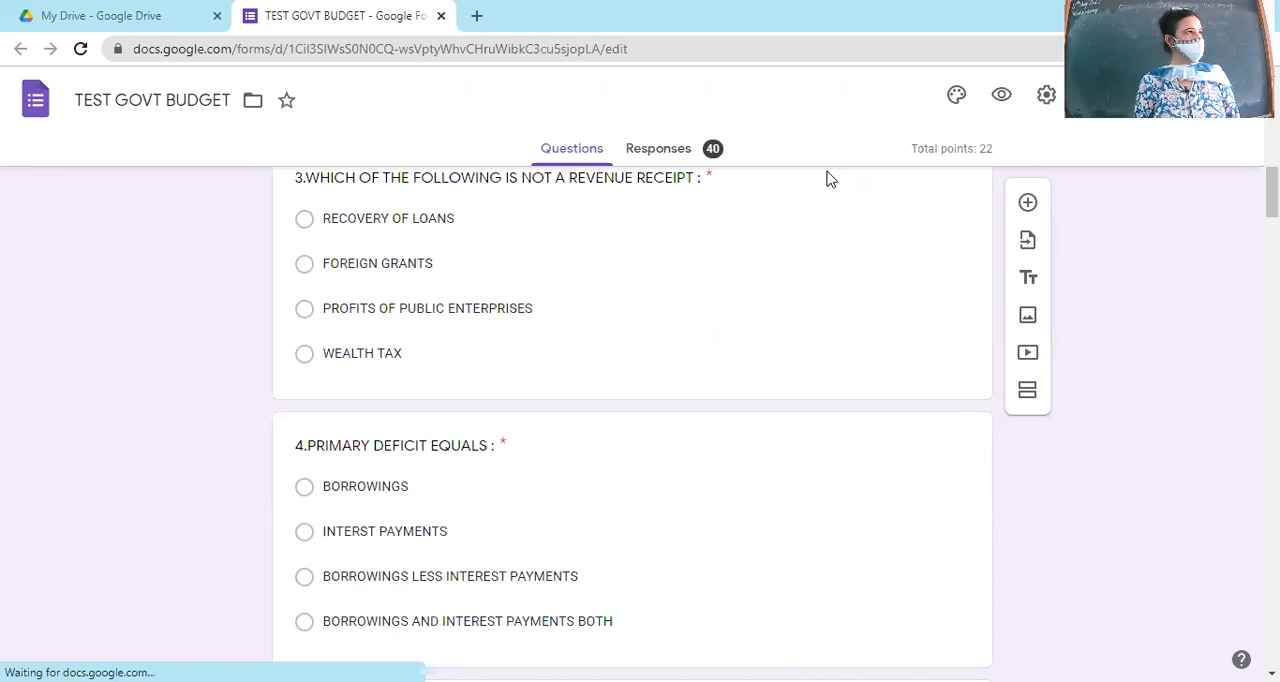 My Drive - Google Drive
TEST GOVT BUDGET - Google Fo
docs.google.com/forms/d/1Cil3SIWsS0N0CQ-wsVptyWhvCHruWibkC3cu5sjopLA/edit
TEST GOVT BUDGET
Questions
Responses 40
Total points: 22
3.WHICH OF THE FOLLOWING IS NOT A REVENUE RECEIPT : *
RECOVERY OF LOANS
FOREIGN GRANTS
PROFITS OF PUBLIC ENTERPRISES
WEALTH TAX
4.PRIMARY DEFICIT EQUALS : *
BORROWINGS
INTERST PAYMENTS
BORROWINGS LESS INTEREST PAYMENTS
BORROWINGS AND INTEREST PAYMENTS BOTH
Waiting for docs.google.com...